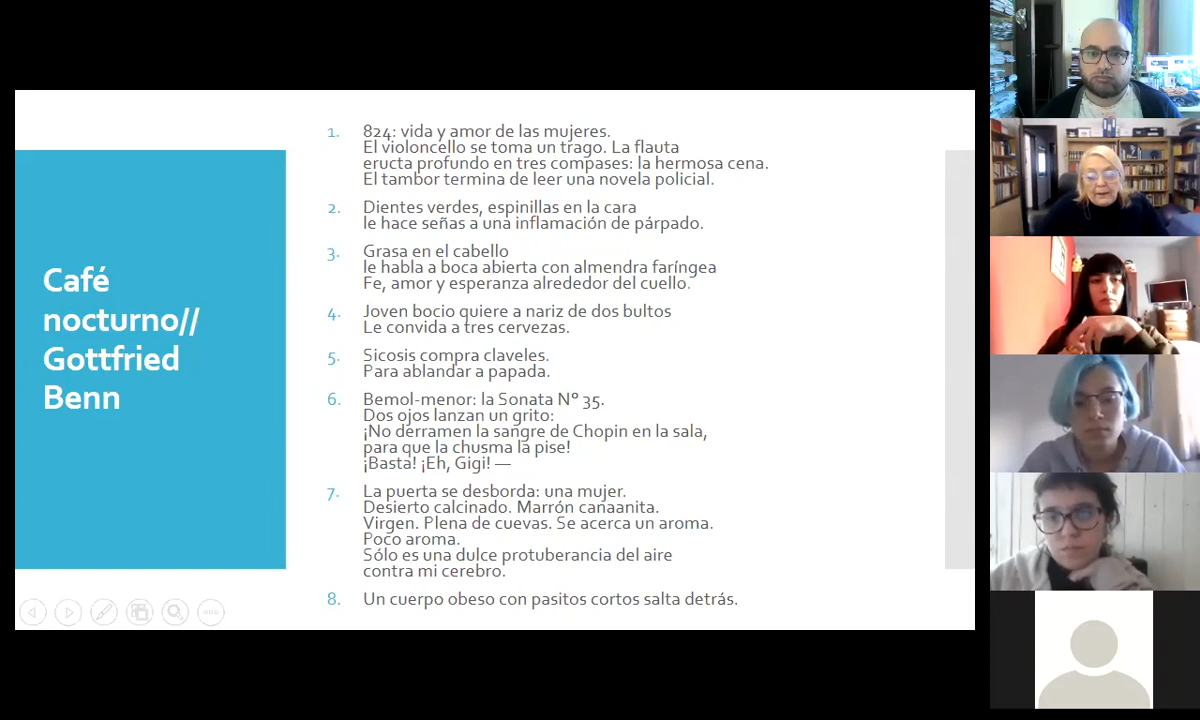 Café
nocturno//
Gottfried
Benn
1. 824: vida y amor de las mujeres.
El violoncello se toma un trago. La flauta
eructa profundo en tres compases: la hermosa cena.
El tambor termina de leer una novela policial.
2. Dientes verdes, espinillas en la cara
le hace señas a una inflamación de párpado.
3. Grasa en el cabello
le habla a boca abierta con almendra faríngea
Fe, amor y esperanza alrededor del cuello.
4. Joven bocio quiere a nariz de dos bultos
Le convida a tres cervezas.
5. Sicosis compra claveles.
Para ablandar a papada.
6. Bemol-menor: la Sonata Nº 35.
Dos ojos lanzan un grito:
¡No derramen la sangre de Chopin en la sala,
para que la chusma la pise!
¡Basta! ¡Eh, Gigi! —
7. La puerta se desborda: una mujer.
Desierto calcinado. Marrón canaanita.
Virgen. Plena de cuevas. Se acerca un aroma.
Poco aroma.
Sólo es una dulce protuberancia del aire
contra mi cerebro.
8. Un cuerpo obeso con pasitos cortos salta detrás.